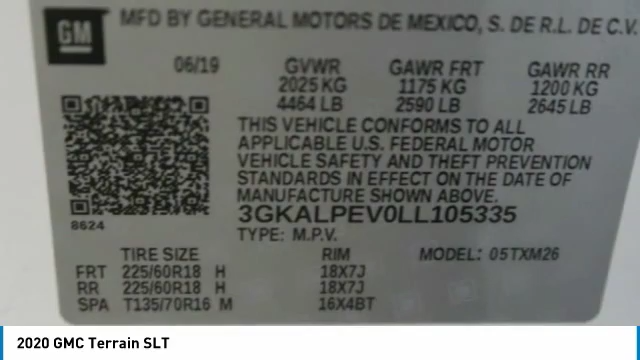 GM
MFD BY GENERAL MOTORS DE MEXICO, S. DE R.L. DE C.V.
06/19 GVWR GAWR FRT GAWR RR
2025 KG 1175 KG 1200 KG
4464 LB 2590 LB 2645 LB
THIS VEHICLE CONFORMS TO ALL
APPLICABLE U.S. FEDERAL MOTOR
VEHICLE SAFETY AND THEFT PREVENTION
STANDARDS IN EFFECT ON THE DATE OF
MANUFACTURE SHOWN ABOVE.
3GKALPEV0LL105335
8624
TYPE: M.P.V.
TIRE SIZE RIM MODEL: 05TXM26
FRT 225/60R18 H 18X7J
RR 225/60R18 H 18X7J
SPA T135/70R16 M 16X4BT
2020 GMC Terrain SLT